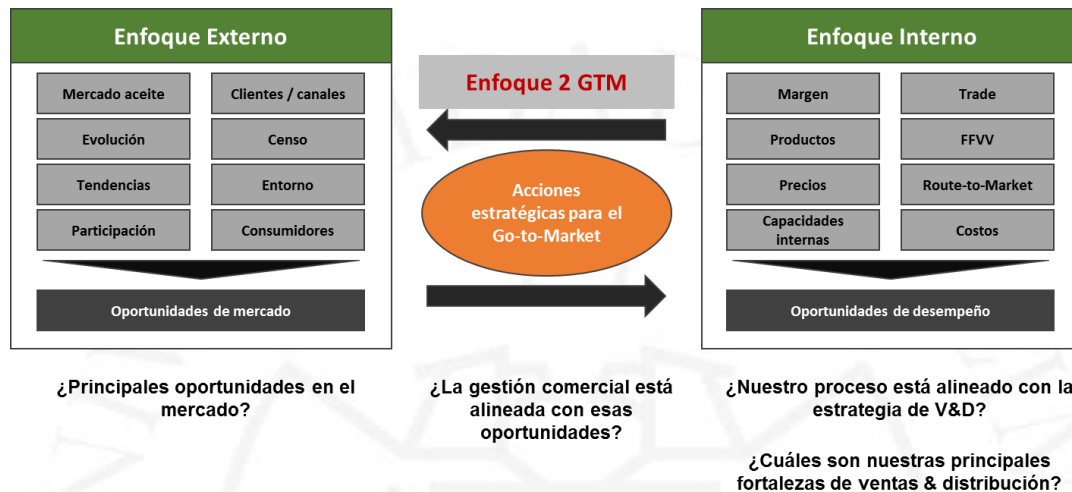 Enfoque Externo
Mercado aceite
Clientes / canales
Evolución
Censo
Tendencias
Entorno
Participación
Consumidores
Oportunidades de mercado
¿Principales oportunidades en el
mercado?
Enfoque 2 GTM
Acciones
estratégicas para el
Go-to-Market
¿La gestión comercial está
alineada con esas
oportunidades?
Enfoque Interno
Margen
Trade
Productos
FFVV
Precios
Route-to-Market
Capacidades
internas
Costos
Oportunidades de desempeño
¿Nuestro proceso está alineado con la
estrategia de V&D?
¿Cuáles son nuestras principales
fortalezas de ventas & distribución?